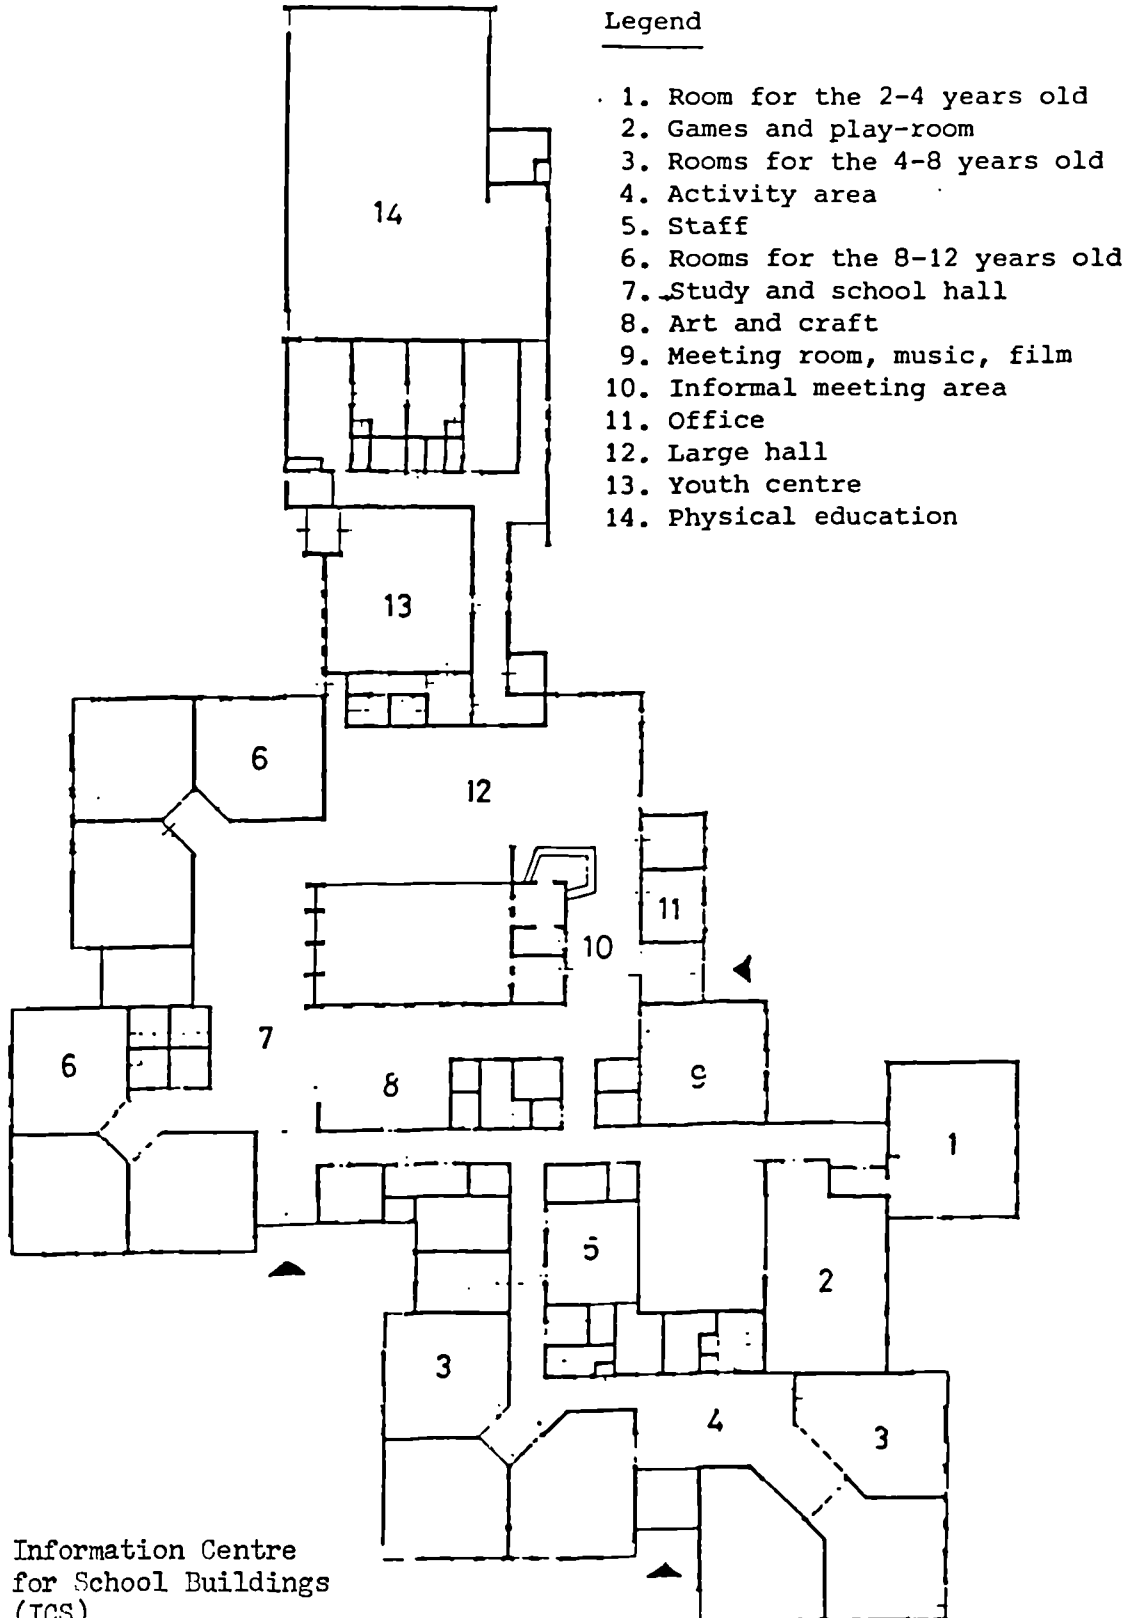 Legend
1. Room for the 2-4 years old
2. Games and play-room
3. Rooms for the 4-8 years old
4. Activity area
5. Staff
6. Rooms for the 8-12 years old
7. Study and school hall
8. Art and craft
9. Meeting room, music, film
10. Informal meeting area
11. Office
12. Large hall
13. Youth centre
14. Physical education
14
13
6
12
11
10
7
6
8
9
1
5
2
3
4
3
Information Centre
for School Buildings
(ICS)